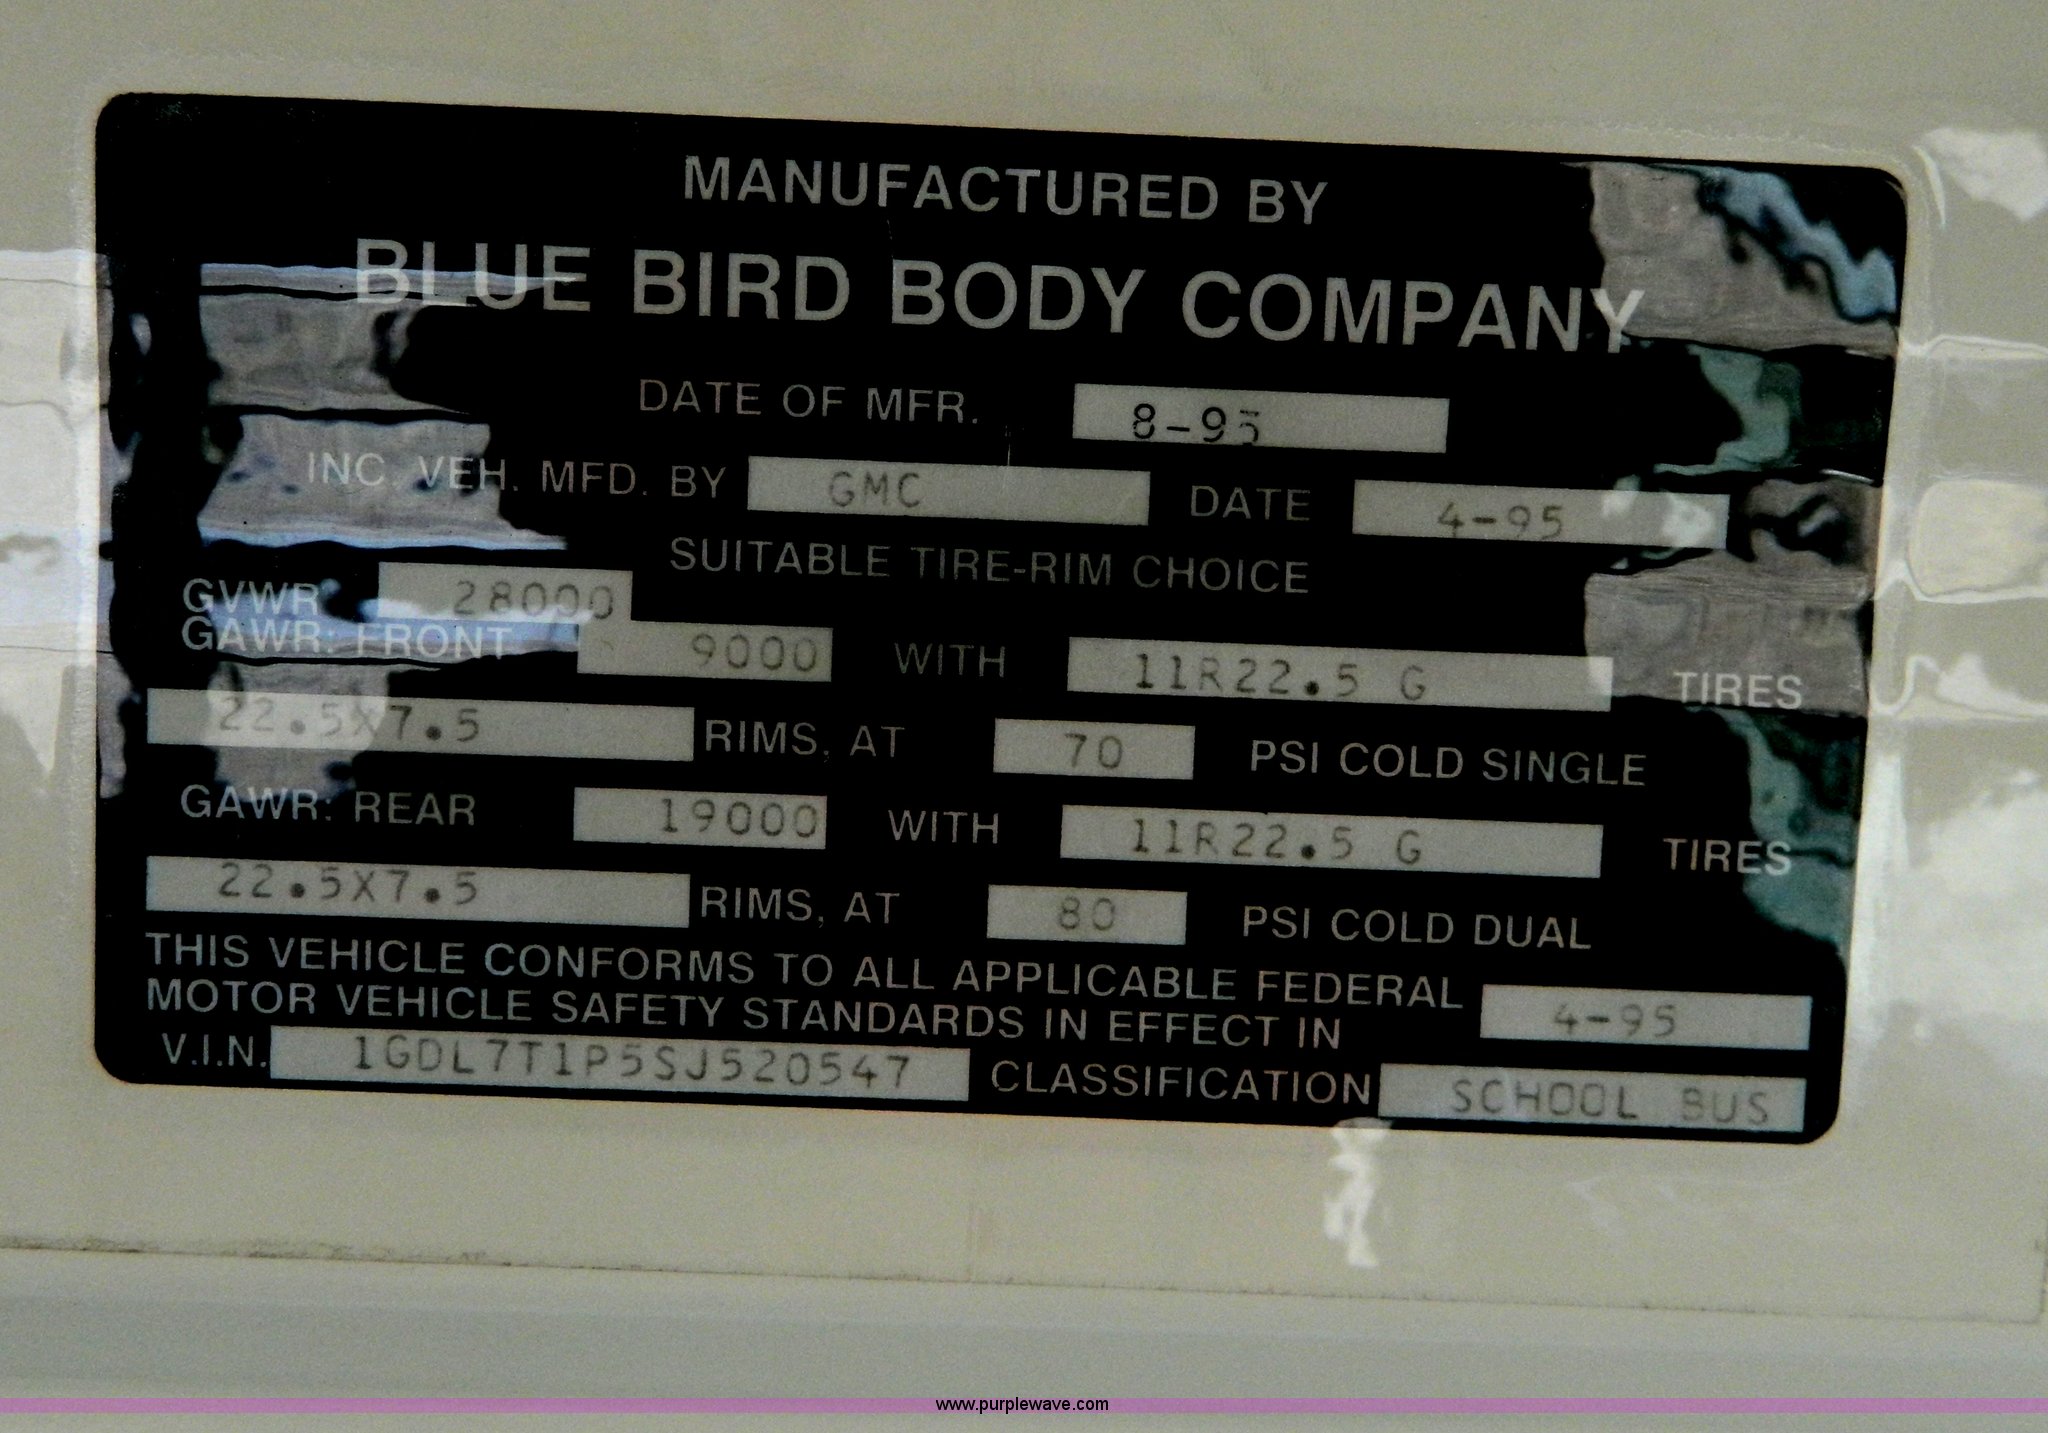 MANUFACTURED BY
BLUE BIRD BODY COMPANY
DATE OF MFR. 8-95
INC. VEH. MFD. BY GMC DATE 4-95
SUITABLE TIRE-RIM CHOICE
GVWR 28000
GAWR: FRONT 9000 WITH 11R22.5 G TIRES
22.5X7.5 RIMS, AT 70 PSI COLD SINGLE
GAWR: REAR 19000 WITH 11R22.5 G TIRES
22.5X7.5 RIMS, AT 80 PSI COLD DUAL
THIS VEHICLE CONFORMS TO ALL APPLICABLE FEDERAL
MOTOR VEHICLE SAFETY STANDARDS IN EFFECT IN 4-95
V.I.N. 1GDL7T1P5SJ520547 CLASSIFICATION SCHOOL BUS
www.purplewave.com